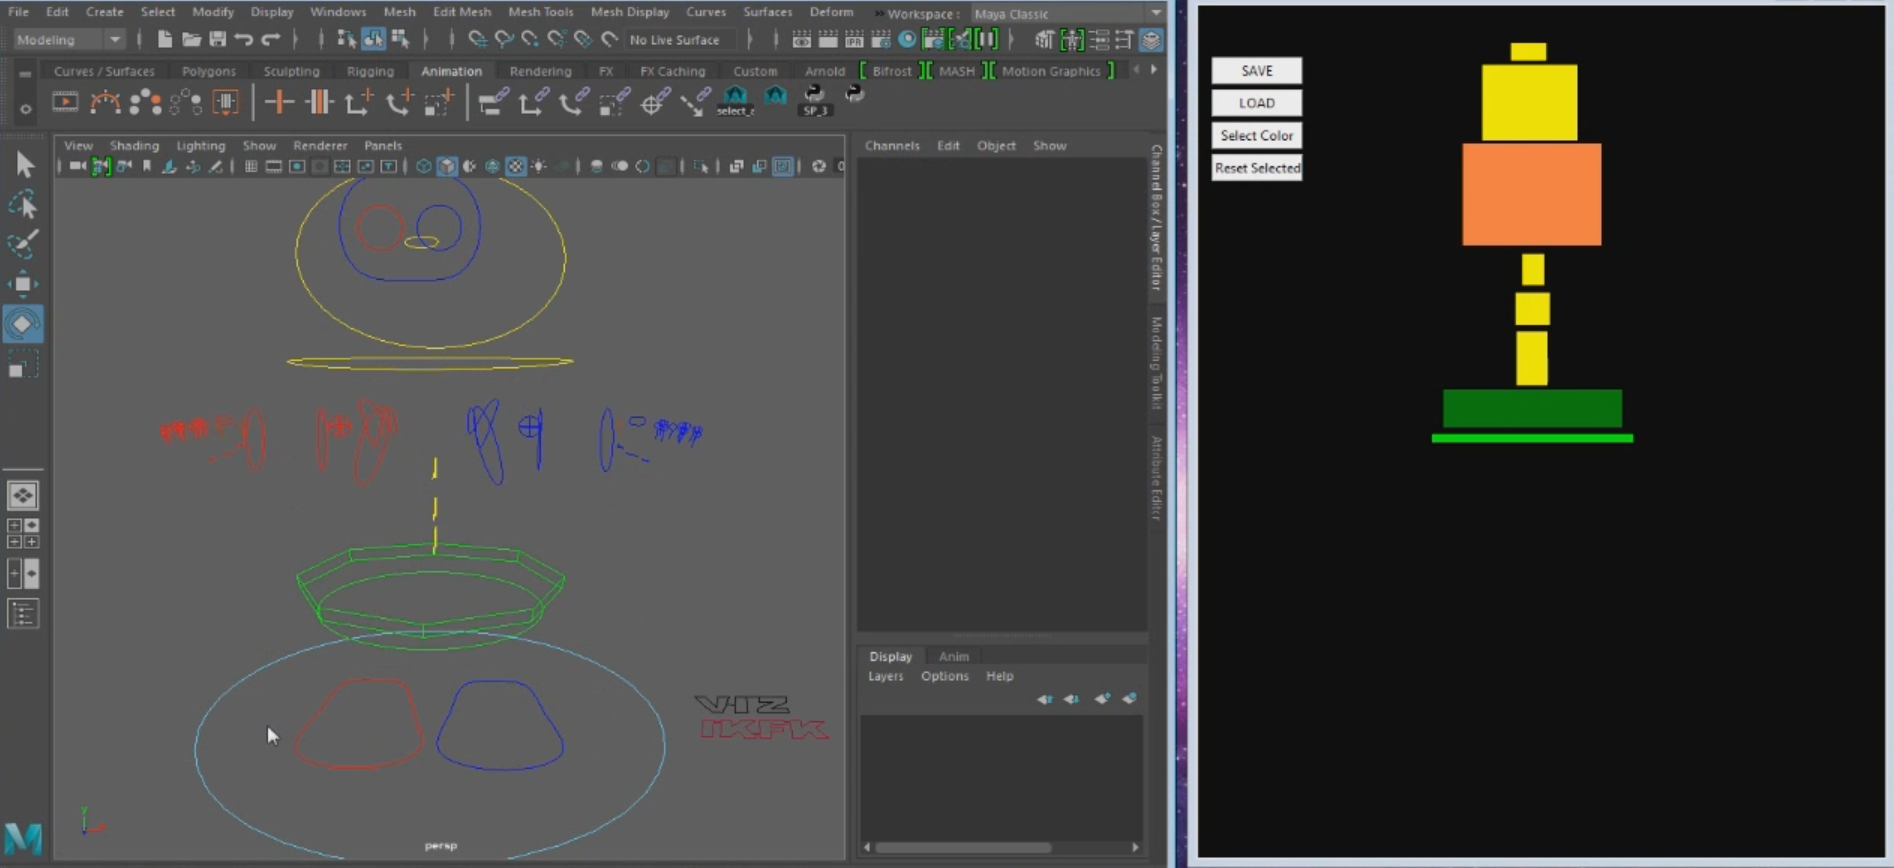 File Edit Create Select Modify Display Windows Mesh Edit Mesh Mesh Tools Mesh Display Curves Surfaces Deform Workspace : Maya Classic
Modeling No Live Surface IPR
Curves / Surfaces Polygons Sculpting Rigging Animation Rendering FX FX Caching Custom Arnold Bifrost MASH Motion Graphics
SP_3
View Shading Lighting Show Renderer Panels
Channels Edit Object Show
Channel Box / Layer Editor
Modeling Toolkit
Attribute Editor
VIZ
IKFK
y
persp
Display Anim
Layers Options Help
M
SAVE
LOAD
Select Color
Reset Selected